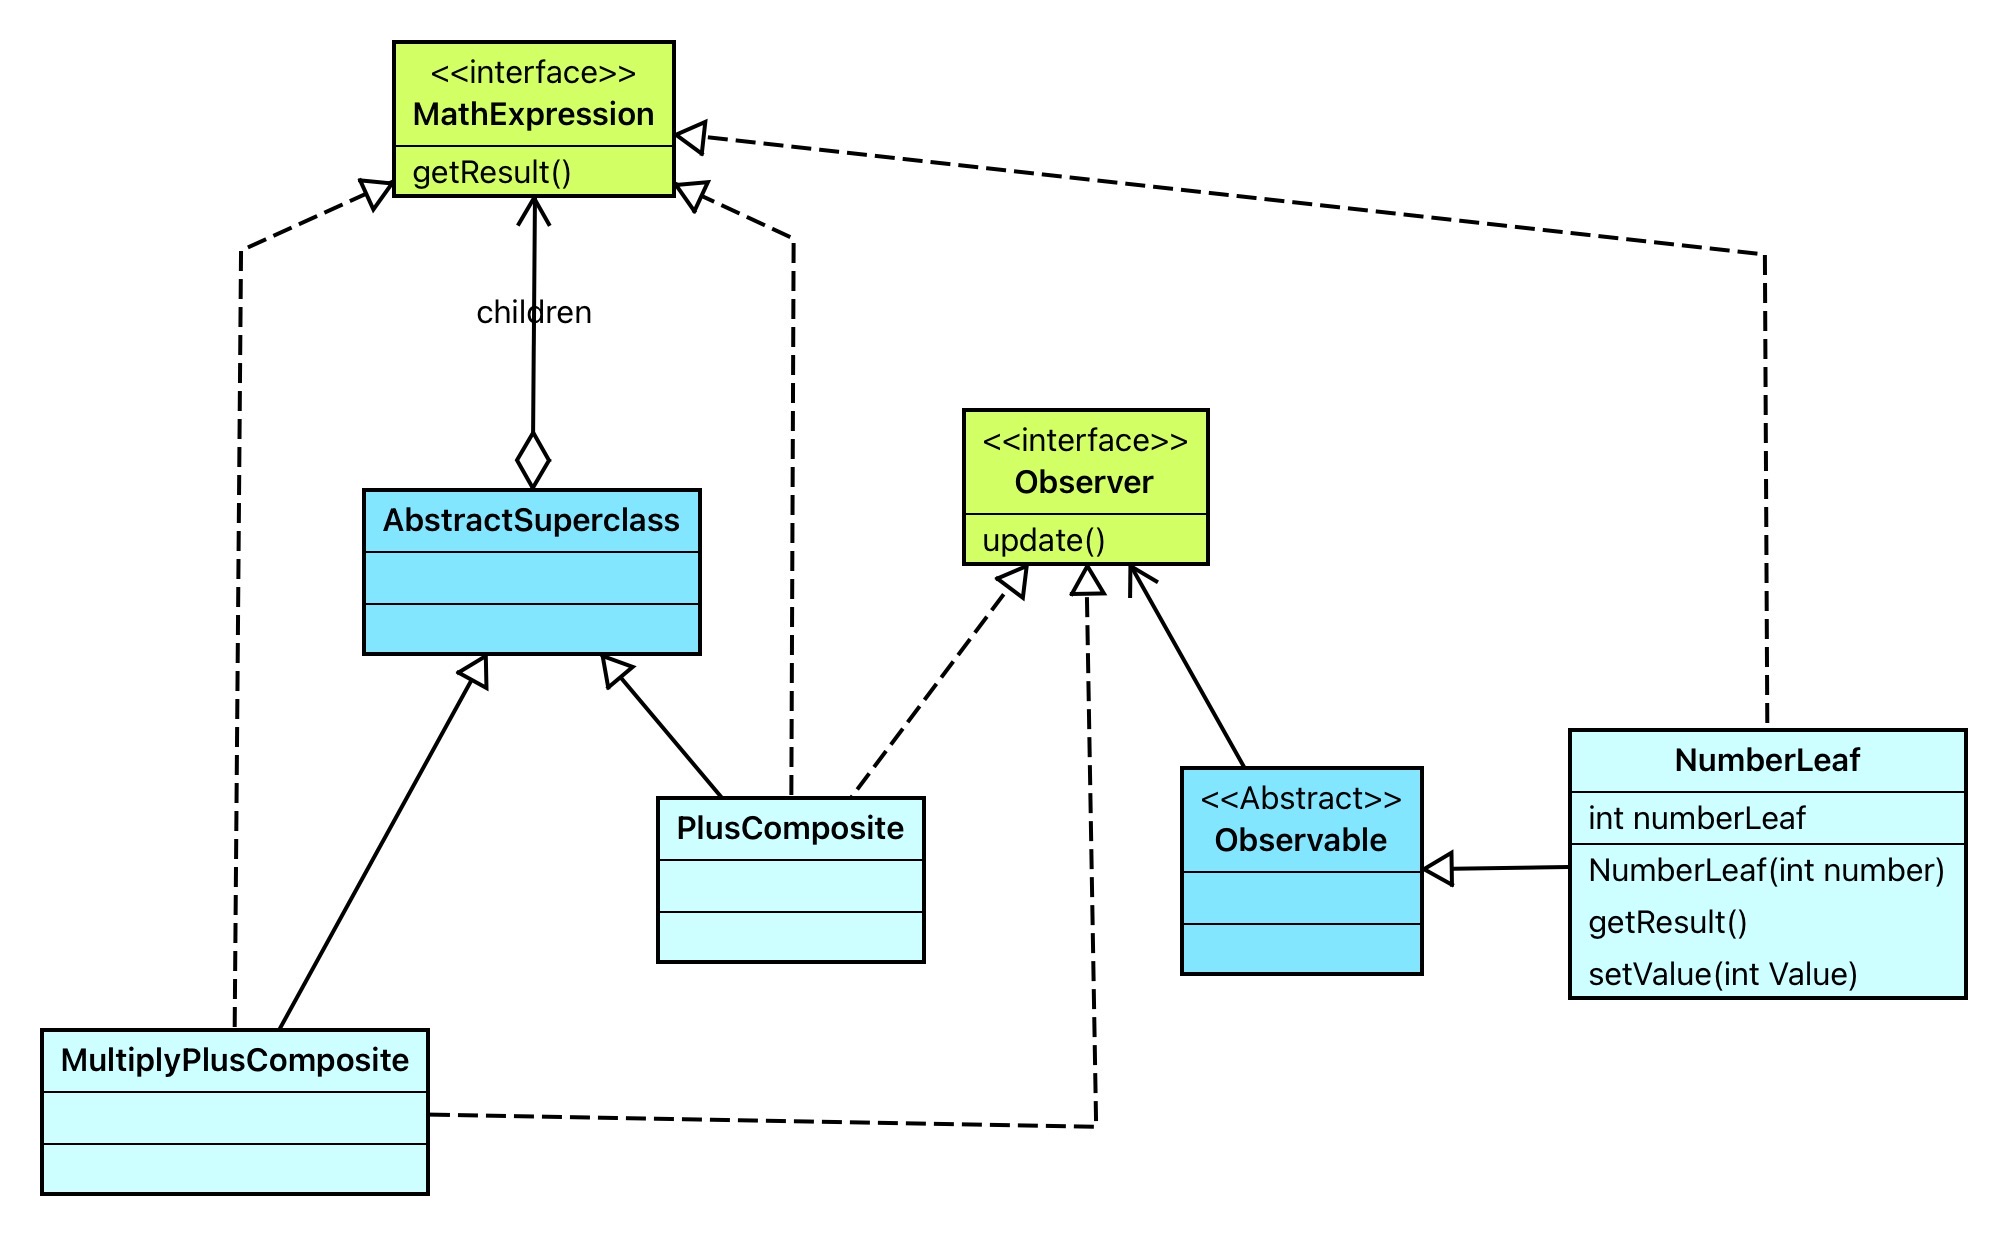 <<interface>>
MathExpression
getResult()
children
<<interface>>
Observer
update()
AbstractSuperclass
PlusComposite
<<Abstract>>
Observable
NumberLeaf
int numberLeaf
NumberLeaf(int number)
getResult()
setValue(int Value)
MultiplyPlusComposite